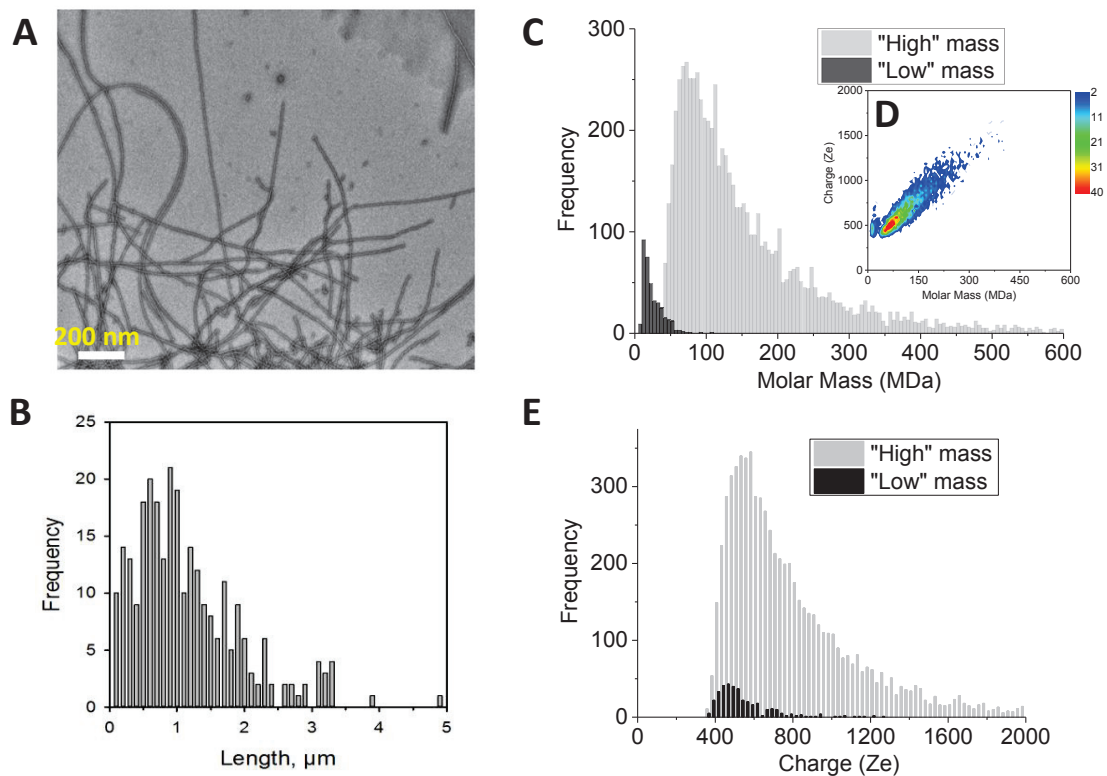 A
200 nm
B
25
20
15
10
5
0
Frequency
0 1 2 3 4 5
Length, µm
C
"High" mass
"Low" mass
300
200
100
0
Frequency
0 100 200 300 400 500 600
Molar Mass (MDa)
D
2000
1500
1000
500
0
Charge (Ze)
0 150 300 450 600
Molar Mass (MDa)
2
11
21
31
40
E
"High" mass
"Low" mass
300
200
100
0
Frequency
0 400 800 1200 1600 2000
Charge (Ze)